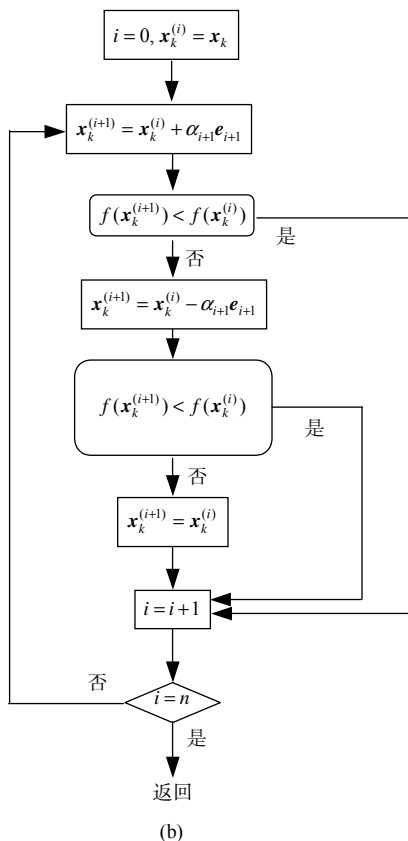 i = 0, x_k^{(i)} = x_k
x_k^{(i+1)} = x_k^{(i)} + α_{i+1} e_{i+1}
f(x_k^{(i+1)}) < f(x_k^{(i)})
是
否
x_k^{(i+1)} = x_k^{(i)} − α_{i+1} e_{i+1}
f(x_k^{(i+1)}) < f(x_k^{(i)})
是
否
x_k^{(i+1)} = x_k^{(i)}
i = i + 1
否
i = n
是
返回
(b)